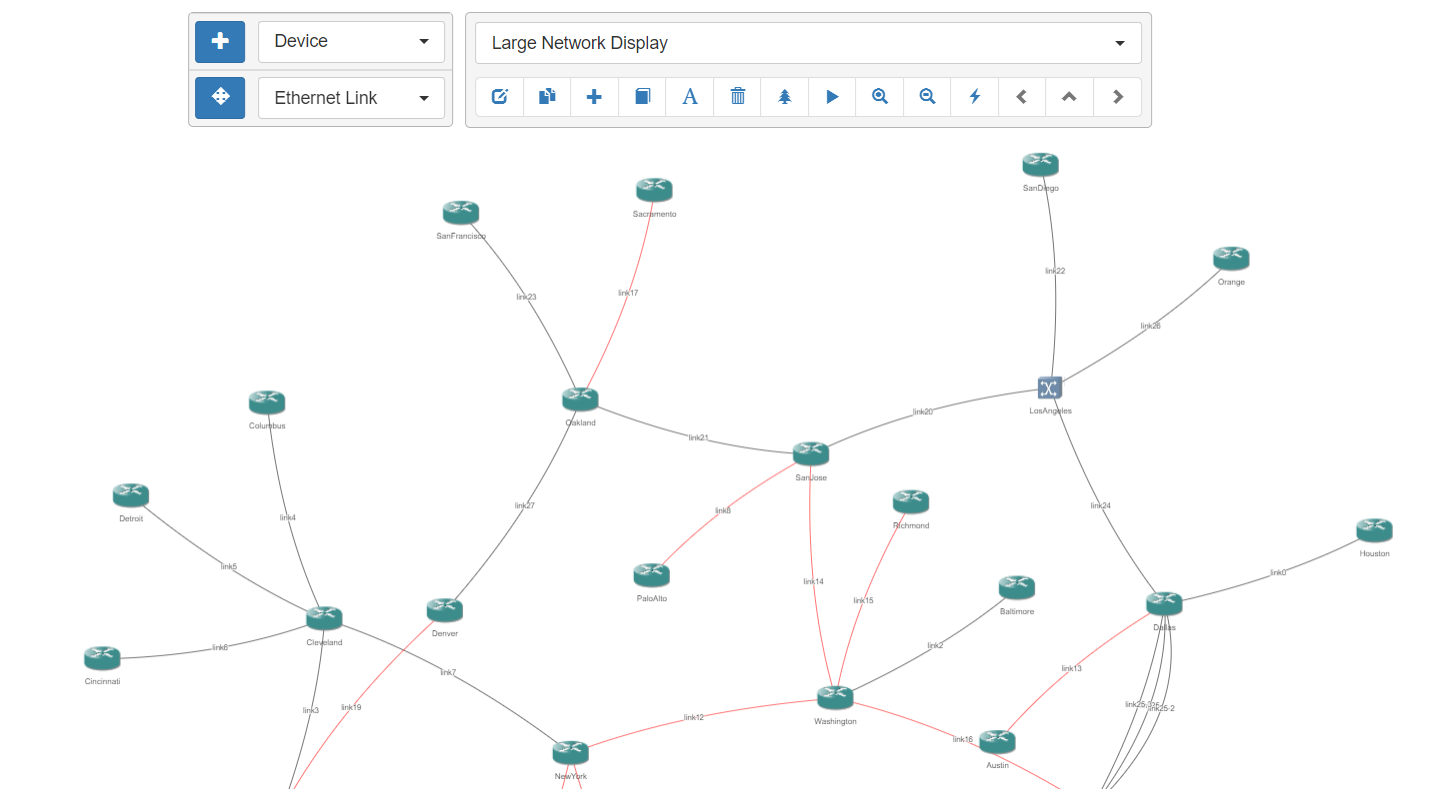 Device
Large Network Display
Ethernet Link
A
SanDiego
Sacramento
SanFrancisco
link22
Orange
link17
link23
link26
Columbus
LosAngeles
link20
Oakland
link21
SanJose
Detroit
link4
link27
link8
Richmond
link24
Houston
link5
link0
link14
PaloAlto
link15
Baltimore
Dallas
Denver
Cleveland
link6
link2
Cincinnati
link7
link13
link3
link19
link12
Washington
link25-2
link16
Austin
NewYork